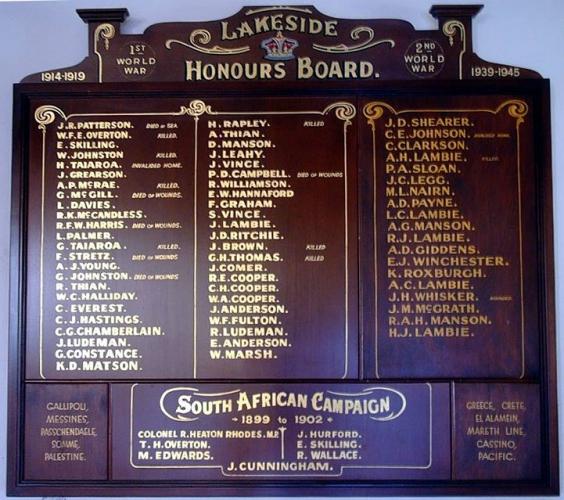 LAKESIDE
HONOURS BOARD.
1ST
WORLD
WAR
1914-1919
2ND
WORLD
WAR
1939-1945
J.R. PATTERSON. DIED AT SEA.
W.F.E. OVERTON. KILLED.
E. SKILLING.
W. JOHNSTON KILLED.
H. TAIAROA. INVALIDED HOME.
J. GREARSON.
A.P. McRAE. KILLED.
G. McGILL. DIED OF WOUNDS.
L. DAVIES.
R.K. McCANDLESS.
R.F.W. HARRIS. DIED OF WOUNDS.
L. PALMER.
G. TAIAROA. KILLED.
F. STRETZ. DIED OF WOUNDS
A.J. YOUNG.
G. JOHNSTON. DIED OF WOUNDS
R. THIAN.
W.C. HALLIDAY.
C. EVEREST.
C.J. HASTINGS.
C.G. CHAMBERLAIN.
J. LUDEMAN.
G. CONSTANCE.
K.D. MATSON.
H. RAPLEY. KILLED
A. THIAN.
D. MANSON.
J. LEAHY.
J. VINCE.
P.D. CAMPBELL. DIED OF WOUNDS
R. WILLIAMSON.
E.W. HANNAFORD
F. GRAHAM.
S. VINCE.
J. LAMBIE.
J.D. RITCHIE.
J. BROWN. KILLED
G.H. THOMAS. KILLED
J. COMER.
R.E. COOPER.
C.H. COOPER.
W.A. COOPER.
J. ANDERSON.
W.F. FULTON.
R. LUDEMAN.
E. ANDERSON.
W. MARSH.
J.D. SHEARER.
C.E. JOHNSON. INVALIDED HOME.
C. CLARKSON.
A.H. LAMBIE. KILLED.
P.A. SLOAN.
J.C. LEGG.
M.L. NAIRN.
A.D. PAYNE.
L.C. LAMBIE.
A.G. MANSON.
R.J. LAMBIE.
A.D. GIDDENS.
E.J. WINCHESTER.
K. ROXBURGH.
A.C. LAMBIE.
J.H. WHISKER. WOUNDED.
J.M. McGRATH.
R.A.H. MANSON.
H.J. LAMBIE.
GALLIPOLI,
MESSINES,
PASSCHENDAELE,
SOMME,
PALESTINE.
SOUTH AFRICAN CAMPAIGN
1899 to 1902
COLONEL R. HEATON RHODES. M.P.
T.H. OVERTON.
M. EDWARDS.
J. HURFORD.
E. SKILLING.
R. WALLACE.
J. CUNNINGHAM.
GREECE, CRETE,
EL ALAMEIN,
MARETH LINE,
CASSINO,
PACIFIC.